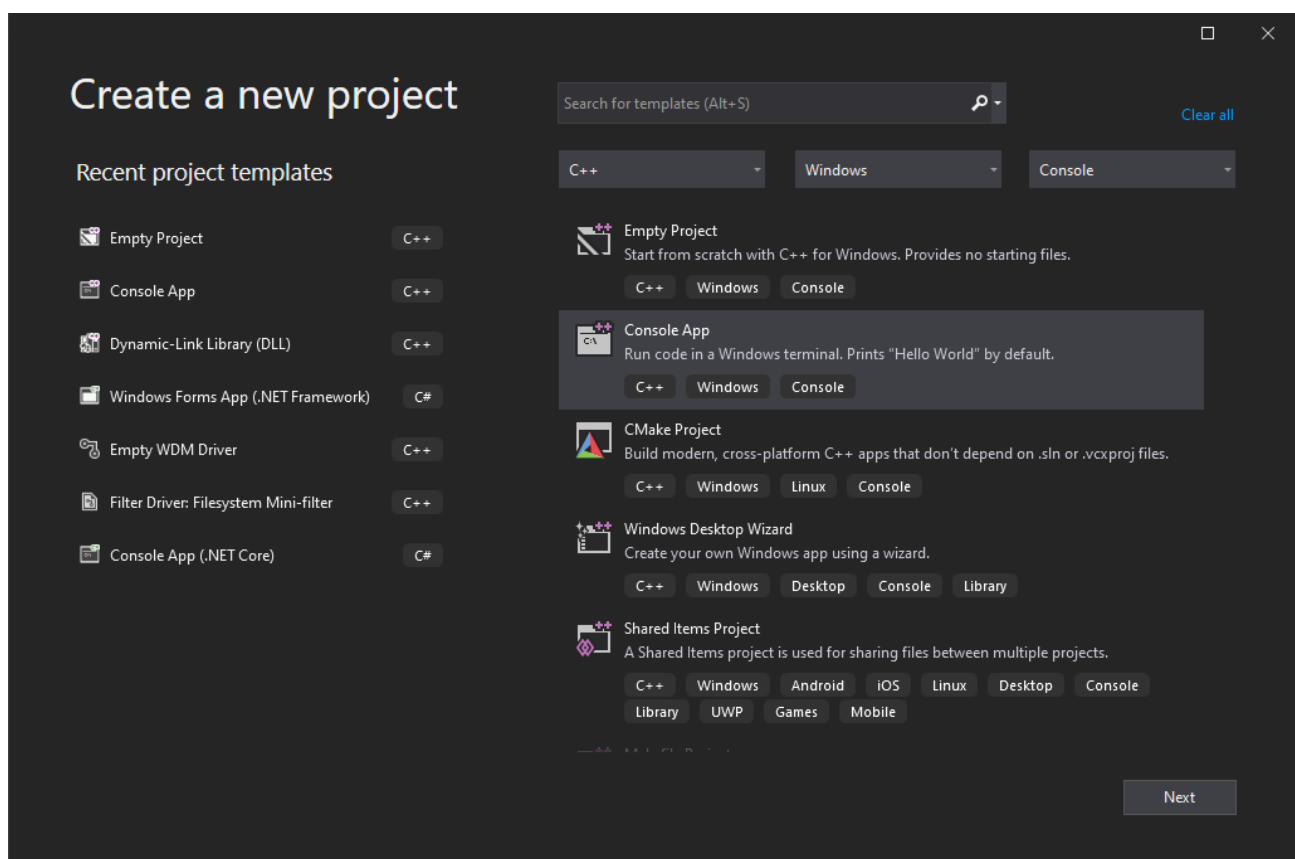 Create a new project
Search for templates (Alt+S)
Clear all
Recent project templates
C++
Windows
Console
Empty Project C++
Console App C++
Dynamic-Link Library (DLL) C++
Windows Forms App (.NET Framework) C#
Empty WDM Driver C++
Filter Driver: Filesystem Mini-filter C++
Console App (.NET Core) C#
Empty Project
Start from scratch with C++ for Windows. Provides no starting files.
C++ Windows Console
C:\
Console App
Run code in a Windows terminal. Prints "Hello World" by default.
C++ Windows Console
CMake Project
Build modern, cross-platform C++ apps that don't depend on .sln or .vcxproj files.
C++ Windows Linux Console
Windows Desktop Wizard
Create your own Windows app using a wizard.
C++ Windows Desktop Console Library
Shared Items Project
A Shared Items project is used for sharing files between multiple projects.
C++ Windows Android iOS Linux Desktop Console
Library UWP Games Mobile
Next